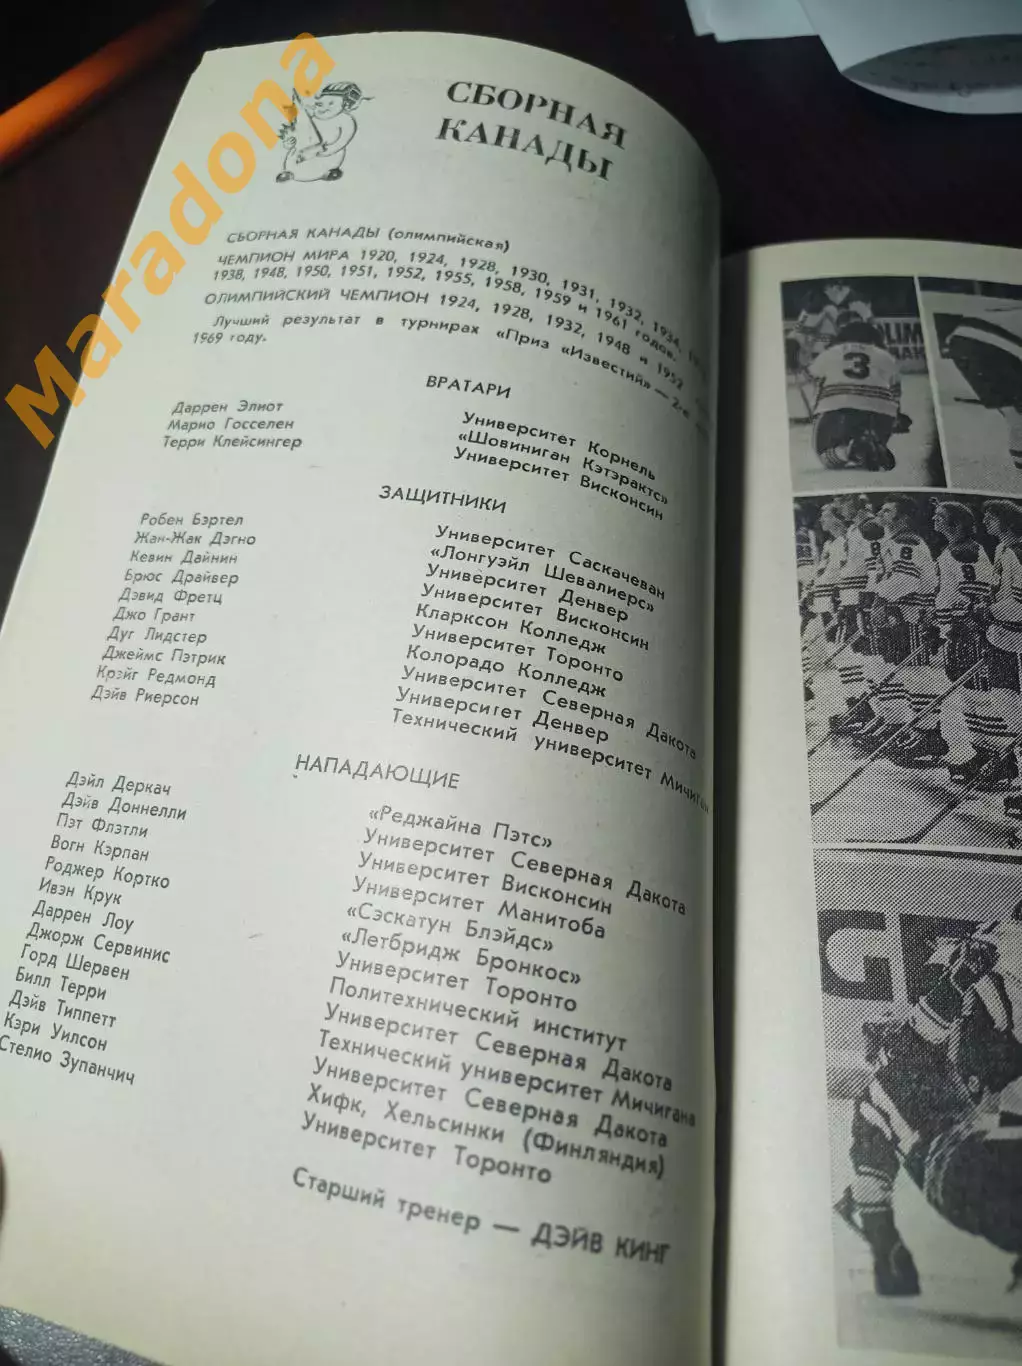 Maradona
СБОРНАЯ
КАНАДЫ
СБОРНАЯ КАНАДЫ (олимпийская)
ЧЕМПИОН МИРА 1920, 1924, 1928, 1930, 1931, 1932, 1934,
1938, 1948, 1950, 1951, 1952, 1955, 1958, 1959 и 1961 годов.
ОЛИМПИЙСКИЙ ЧЕМПИОН 1924, 1928, 1932, 1948 и 1952
Лучший результат в турнирах «Приз «Известий» — 2-е
1969 году.
ВРАТАРИ
Даррен Элиот Университет Корнель
Марио Госселен «Шовиниган Кэтэрактс»
Терри Клейсингер Университет Висконсин
ЗАЩИТНИКИ
Робен Бэртел Университет Саскачеван
Жан-Жак Дэгно «Лонгуэйл Шевалиерс»
Кевин Дайнин Университет Денвер
Брюс Драйвер Университет Висконсин
Дэвид Фретц Кларксон Колледж
Джо Грант Университет Торонто
Дуг Лидстер Колорадо Колледж
Джеймс Пэтрик Университет Северная Дакота
Крэйг Редмонд Университет Денвер
Дэйв Риерсон Технический университет Мичиган
НАПАДАЮЩИЕ
Дэйл Деркач «Реджайна Пэтс»
Дэйв Доннелли Университет Северная Дакота
Пэт Флэтли Университет Висконсин
Вогн Кэрпан Университет Манитоба
Роджер Кортко «Сэскатун Блэйдс»
Ивэн Крук «Летбридж Бронкос»
Даррен Лоу Университет Торонто
Джорж Сервинис Политехнический институт
Горд Шервен Университет Северная Дакота
Билл Терри Технический университет Мичигана
Дэйв Типпетт Университет Северная Дакота
Кэри Уилсон Хифк, Хельсинки (Финляндия)
Стелио Зупанчич Университет Торонто
Старший тренер — ДЭЙВ КИНГ
3
8
9